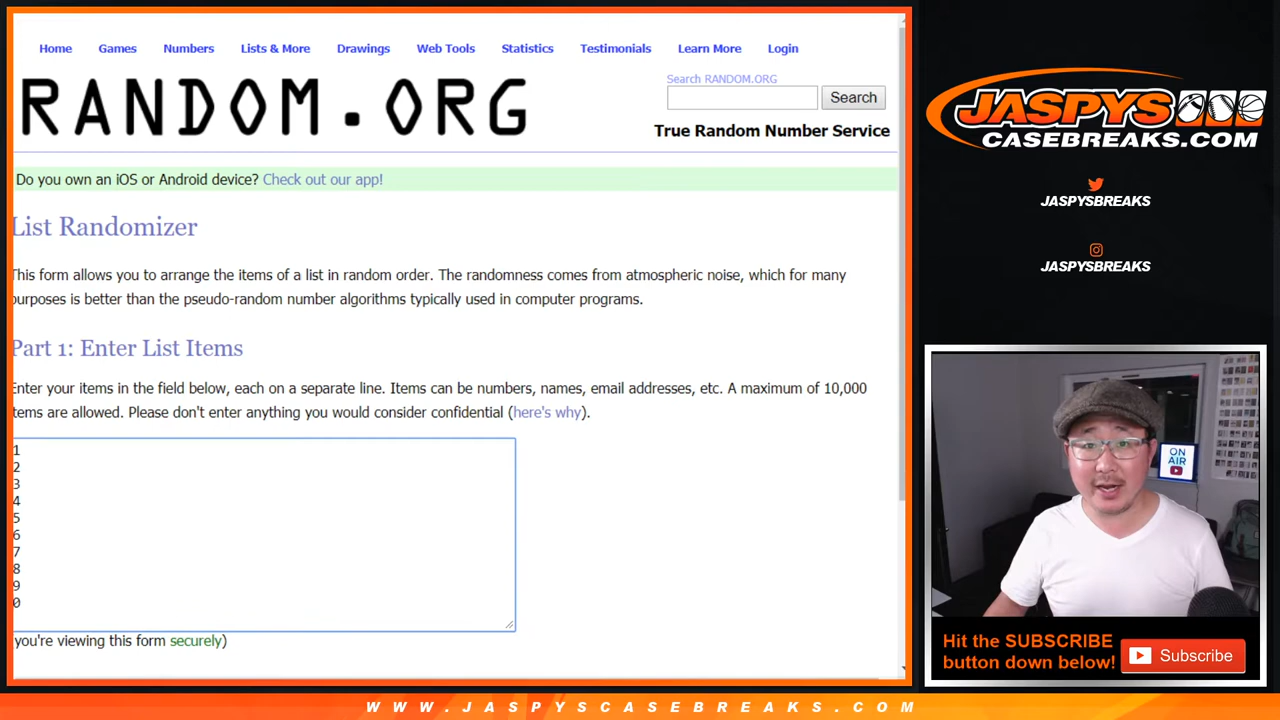 Home Games Numbers Lists & More Drawings Web Tools Statistics Testimonials Learn More Login
RANDOM.ORG
Search RANDOM.ORG
Search
True Random Number Service
Do you own an iOS or Android device? Check out our app!
List Randomizer
This form allows you to arrange the items of a list in random order. The randomness comes from atmospheric noise, which for many
purposes is better than the pseudo-random number algorithms typically used in computer programs.
Part 1: Enter List Items
Enter your items in the field below, each on a separate line. Items can be numbers, names, email addresses, etc. A maximum of 10,000
items are allowed. Please don't enter anything you would consider confidential (here's why).
1
2
3
4
5
6
7
8
9
0
you're viewing this form securely)
JASPYS
CASEBREAKS.COM
JASPYSBREAKS
JASPYSBREAKS
ON
AIR
Hit the SUBSCRIBE
button down below!
Subscribe
WWW.JASPYSCASEBREAKS.COM